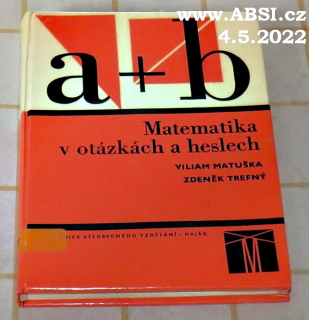 www.ABSI.cz
4.5.2022
a+b
Matematika
v otázkách a heslech
VILIAM MATUŠKA
ZDENĚK TREFNÝ
VŠEOBECNÉHO VZDĚLÁNÍ - MAJÁK